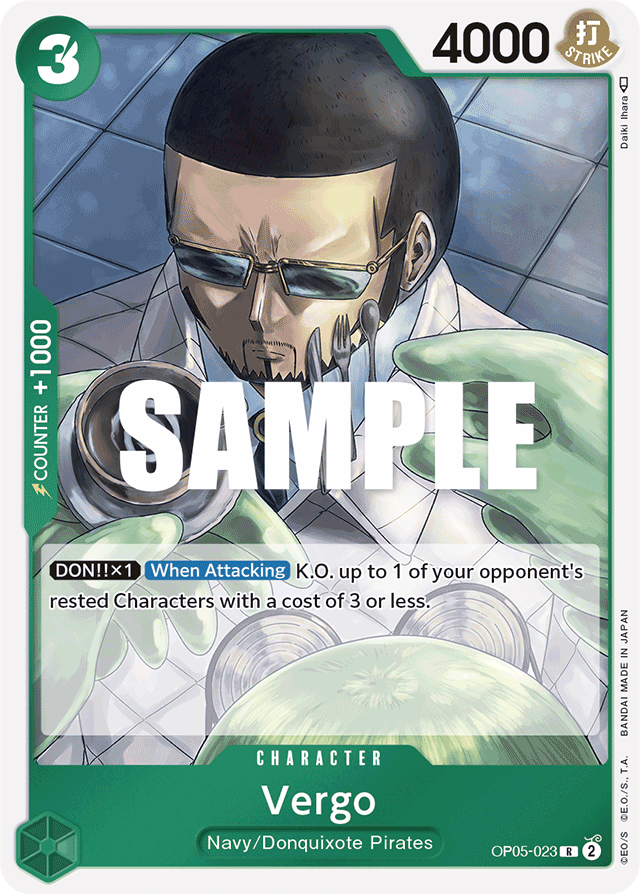 3
4000
打
STRIKE
Daiki Ihara
COUNTER +1000
SAMPLE
DON!!×1 When Attacking K.O. up to 1 of your opponent's
rested Characters with a cost of 3 or less.
CHARACTER
Vergo
Navy/Donquixote Pirates
OP05-023 R 2
©E.O/S ©E.O./S., T.A. BANDAI MADE IN JAPAN